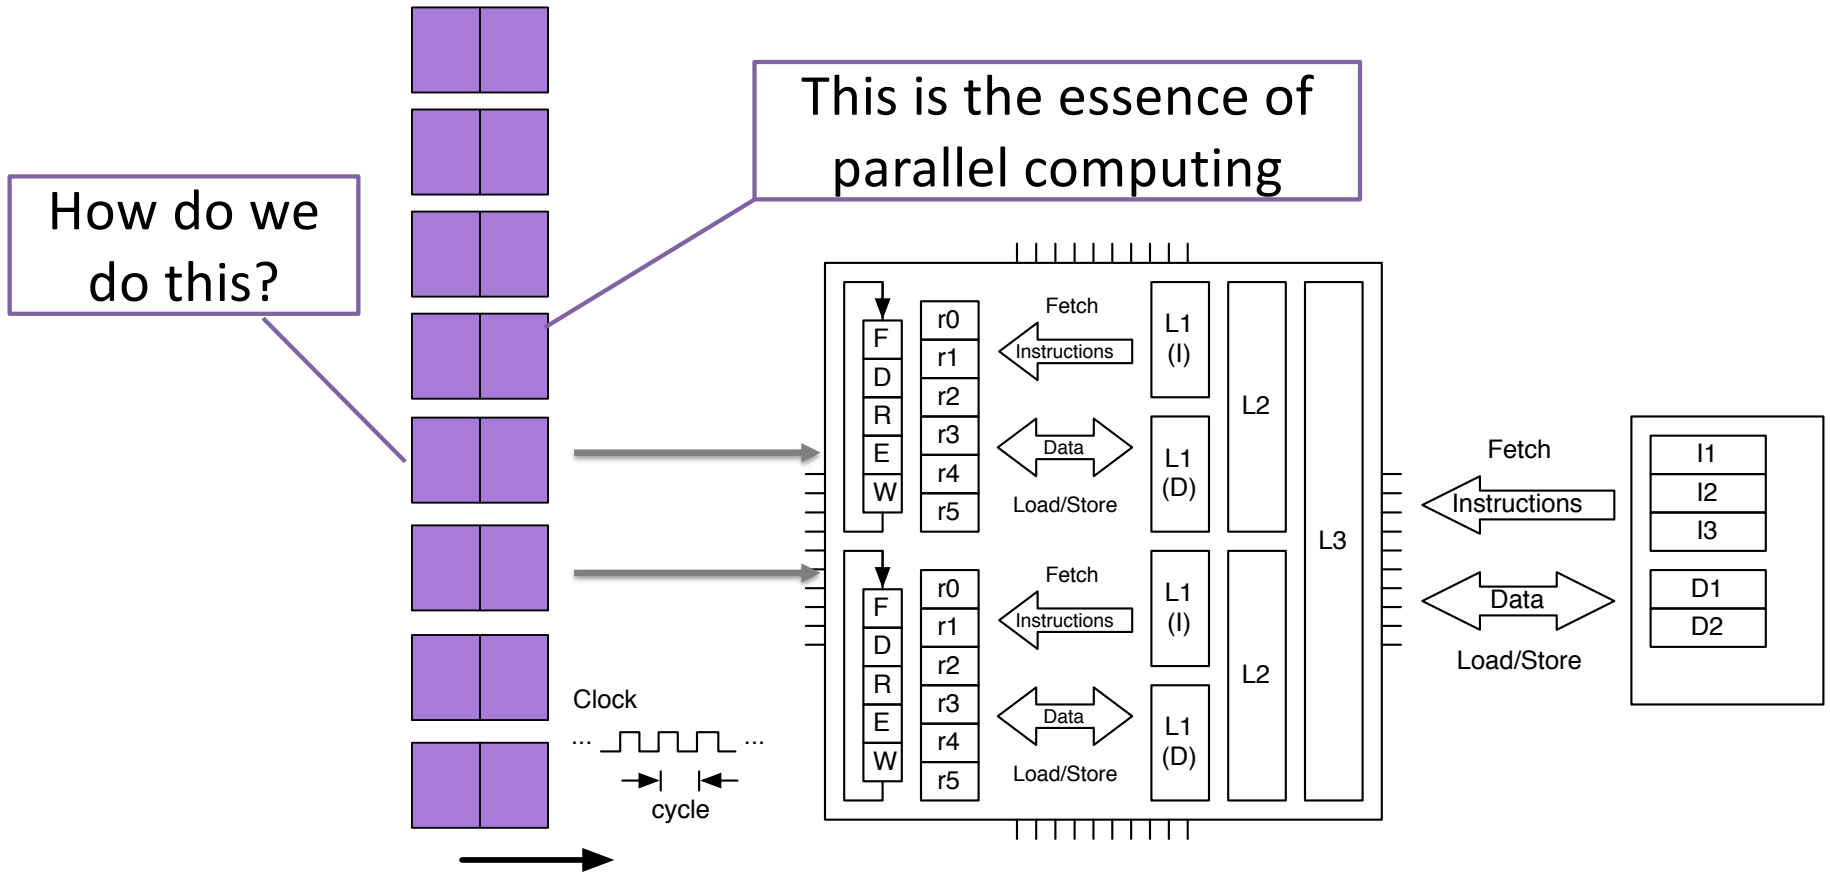 This is the essence of
parallel computing
How do we
do this?
F
D
R
E
W
r0
r1
r2
r3
r4
r5
Fetch
Instructions
Data
Load/Store
L1
(I)
L1
(D)
L2
F
D
R
E
W
r0
r1
r2
r3
r4
r5
Fetch
Instructions
Data
Load/Store
L1
(I)
L1
(D)
L2
L3
Fetch
Instructions
Data
Load/Store
I1
I2
I3
D1
D2
Clock
... ...
cycle